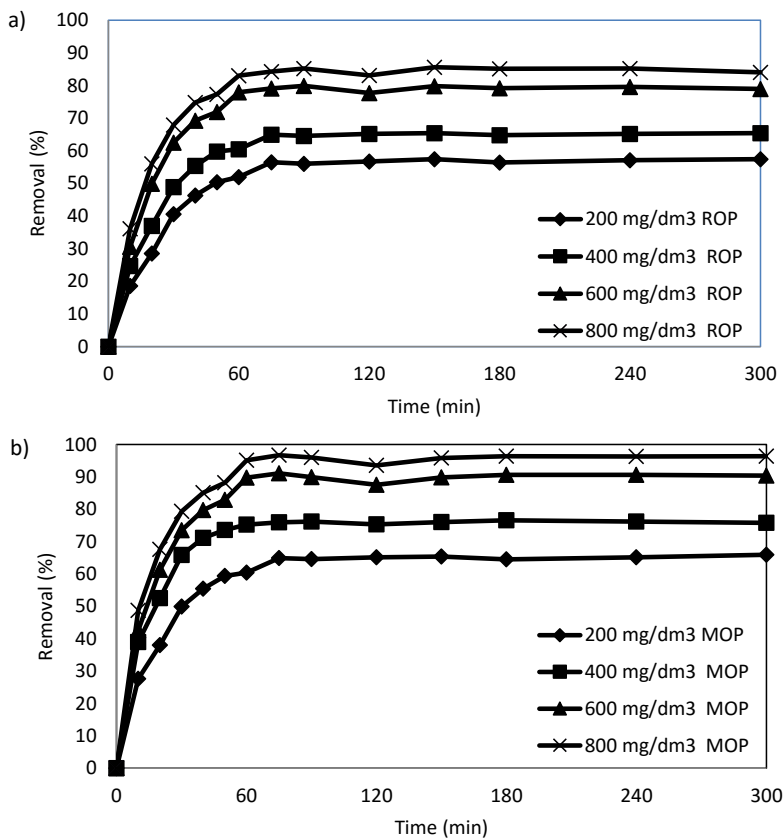 a)
100
90
80
70
60
50
40
30
20
10
0
Removal (%)
200 mg/dm3 ROP
400 mg/dm3 ROP
600 mg/dm3 ROP
800 mg/dm3 ROP
0 60 120 180 240 300
Time (min)
b)
100
90
80
70
60
50
40
30
20
10
0
Removal (%)
200 mg/dm3 MOP
400 mg/dm3 MOP
600 mg/dm3 MOP
800 mg/dm3 MOP
0 60 120 180 240 300
Time (min)